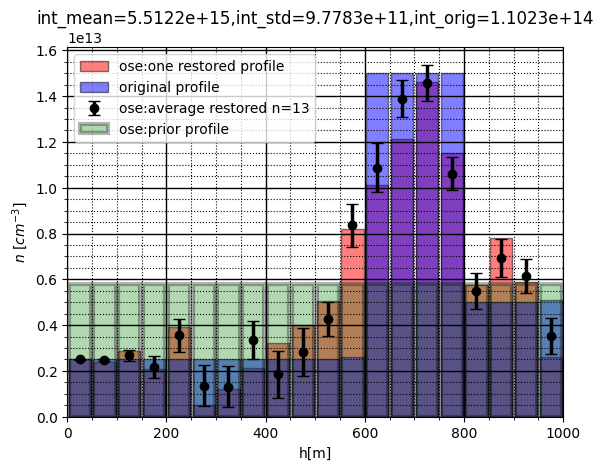 int_mean=5.5122e+15,int_std=9.7783e+11,int_orig=1.1023e+14
1e13
1.6
1.4
1.2
1.0
0.8
0.6
0.4
0.2
0.0
n [cm⁻³]
ose:one restored profile
original profile
ose:average restored n=13
ose:prior profile
0 200 400 600 800 1000
h[m]